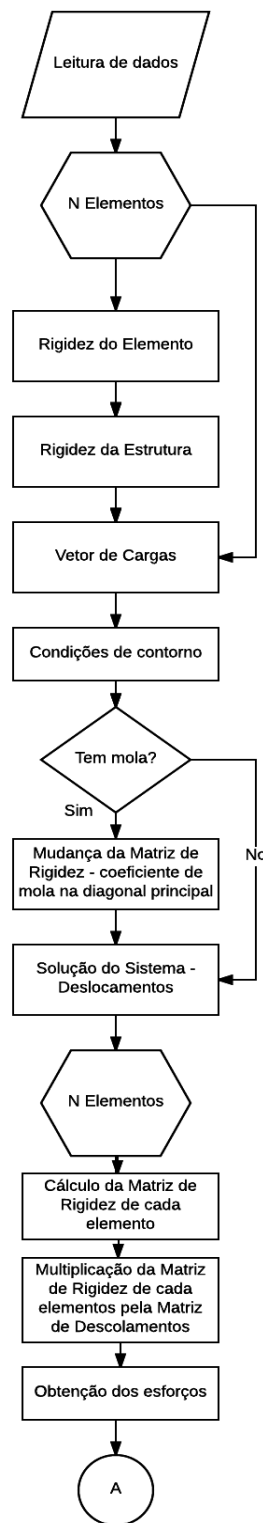 Leitura de dados
N Elementos
Rigidez do Elemento
Rigidez da Estrutura
Vetor de Cargas
Condições de contorno
Tem mola?
Sim
No
Mudança da Matriz de
Rigidez - coeficiente de
mola na diagonal principal
Solução do Sistema -
Deslocamentos
N Elementos
Cálculo da Matriz de
Rigidez de cada
elemento
Multiplicação da Matriz
de Rigidez de cada
elementos pela Matriz
de Descolamentos
Obtenção dos esforços
A